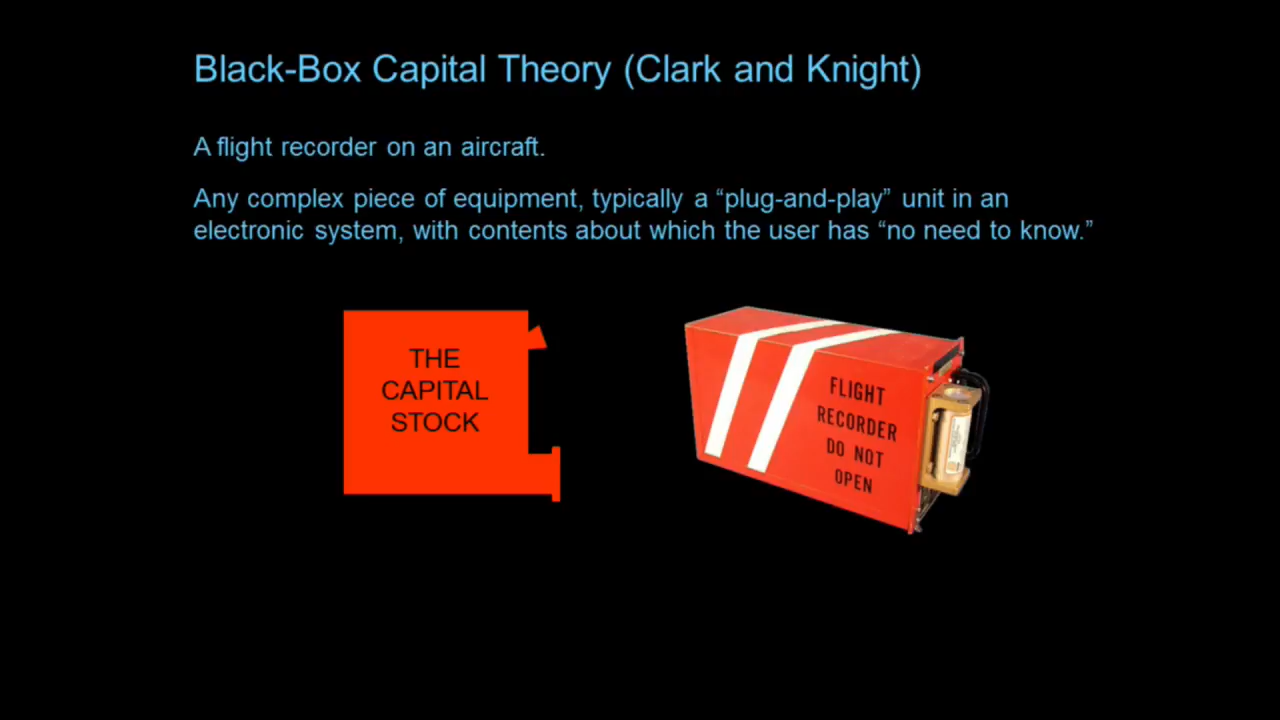 Black-Box Capital Theory (Clark and Knight)
A flight recorder on an aircraft.
Any complex piece of equipment, typically a “plug-and-play” unit in an
electronic system, with contents about which the user has “no need to know.”
THE
CAPITAL
STOCK
FLIGHT
RECORDER
DO NOT
OPEN